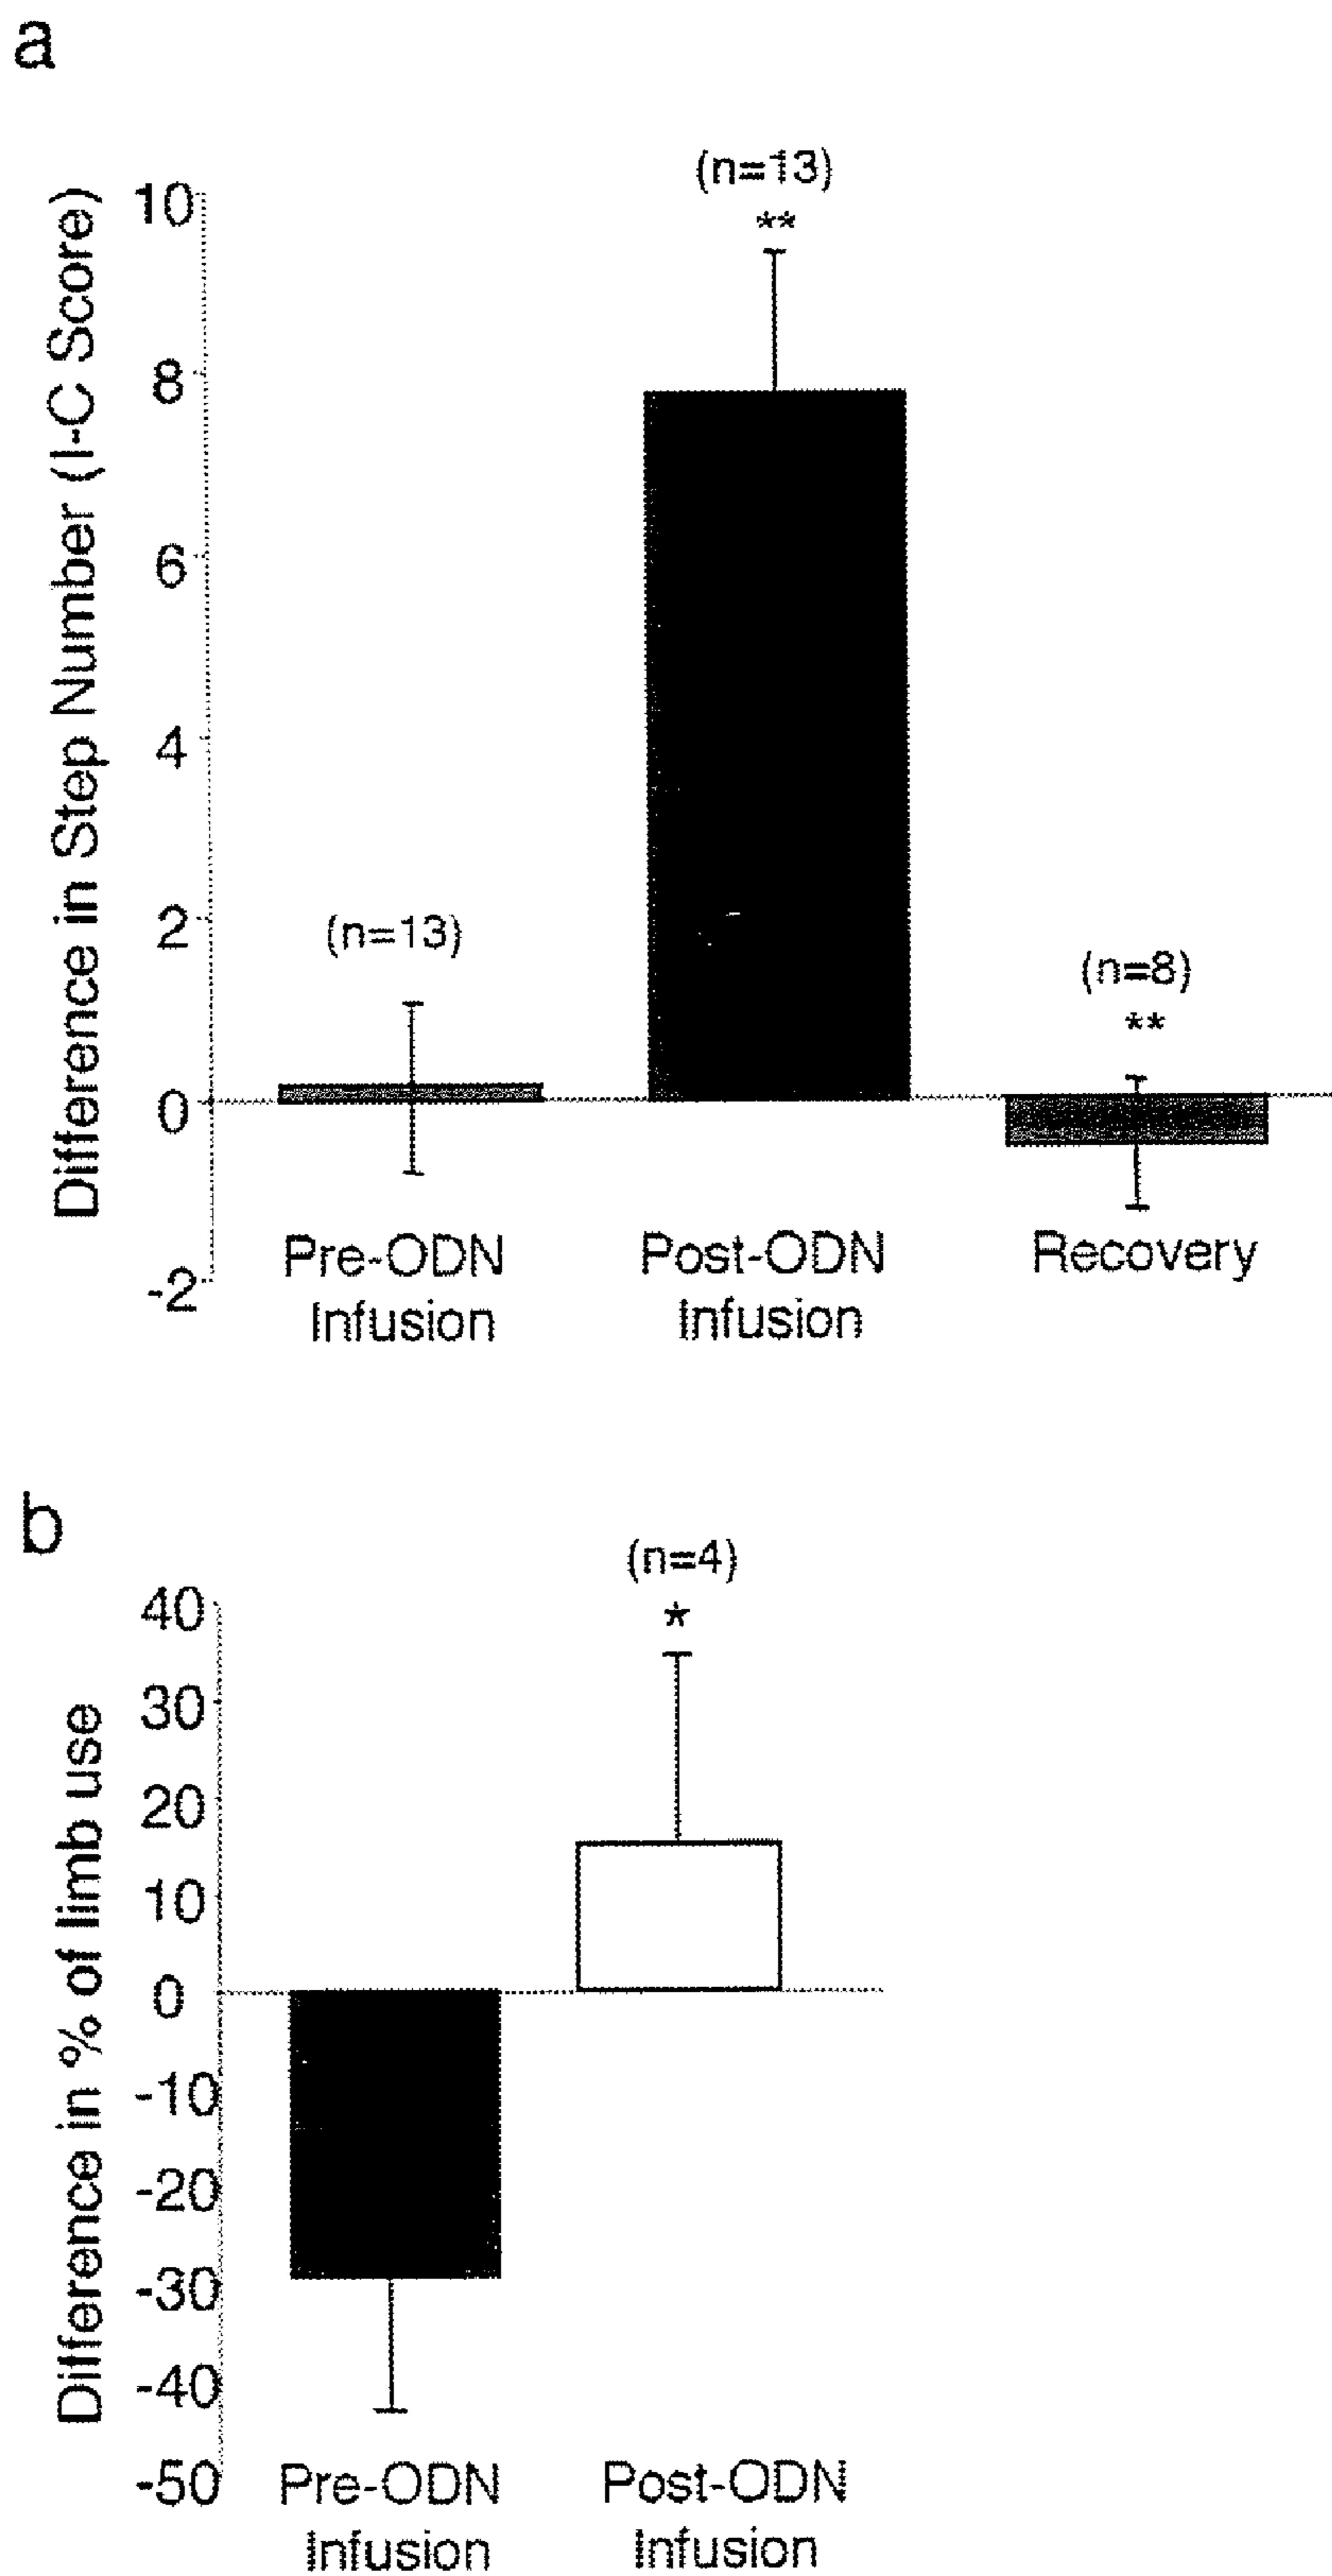 a
Difference in Step Number (I-C Score)
10
8
6
4
2
0
-2
(n=13)
(n=13)
**
(n=8)
**
Pre-ODN
Infusion
Post-ODN
Infusion
Recovery
b
Difference in % of limb use
40
30
20
10
0
-10
-20
-30
-40
-50
(n=4)
*
Pre-ODN
Infusion
Post-ODN
Infusion